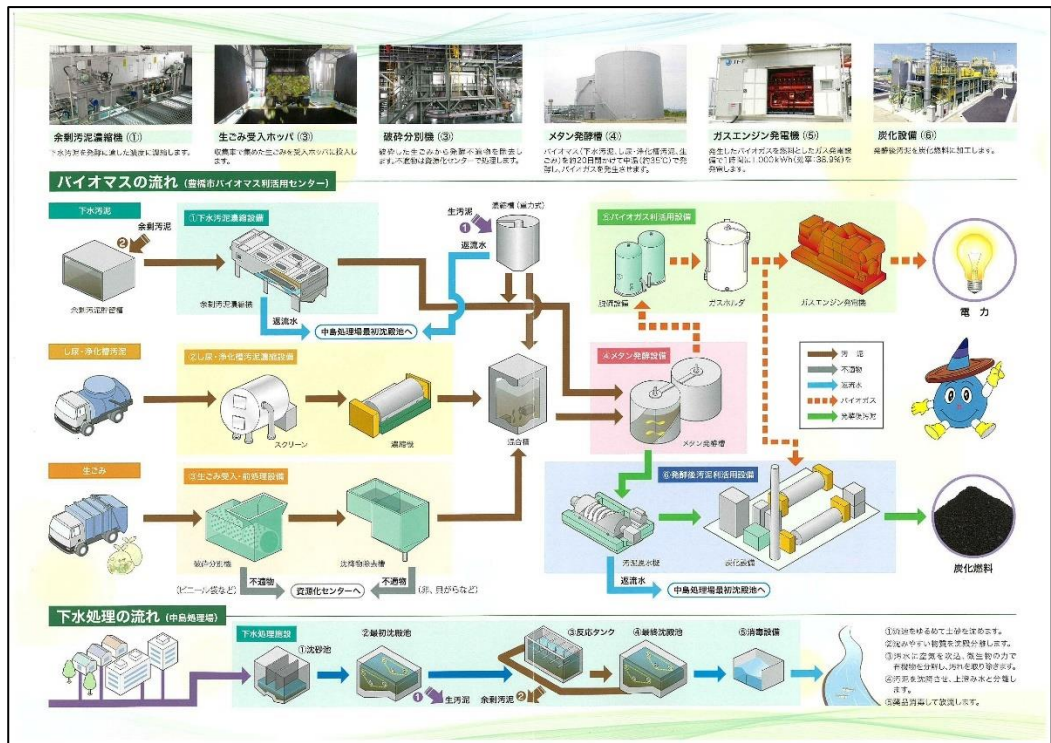 余剰汚泥濃縮機(①)
下水汚泥を発酵に適した濃度に濃縮します。
生ごみ受入ホッパ(③)
収集車で集めた生ごみを受入ホッパに投入します。
破砕分別機(③)
破砕した生ごみから発酵不適物を除去します。不適物は資源化センターで処理します。
メタン発酵槽(④)
バイオマス(下水汚泥、し尿・浄化槽汚泥、生ごみ)を約20日間かけて中温(約35℃)で発酵し、バイオガスを発生させます。
ガスエンジン発電機(⑤)
発生したバイオガスを燃料としたガス発電設備で1時間に1,000kWh(効率:38.9%)を発電します。
炭化設備(⑥)
発酵後汚泥を炭化燃料に加工します。
バイオマスの流れ(豊橋市バイオマス利活用センター)
下水汚泥
②余剰汚泥
余剰汚泥貯留槽
①下水汚泥濃縮設備
余剰汚泥濃縮機
返流水
生汚泥
①
濃縮槽(重力式)
返流水
中島処理場最初沈殿池へ
⑤バイオガス利活用設備
脱硫設備
ガスホルダ
ガスエンジン発電機
電 力
し尿・浄化槽汚泥
②し尿・浄化槽汚泥濃縮設備
スクリーン
濃縮機
混合槽
④メタン発酵設備
メタン発酵槽
汚 泥
不適物
返流水
バイオガス
発酵後汚泥
生ごみ
③生ごみ受入・前処理設備
破砕分別機
沈降物除去槽
不適物
(ビニール袋など)
資源化センターへ
不適物
(卵、貝がらなど)
⑥発酵後汚泥利活用設備
汚泥脱水機
炭化設備
返流水
中島処理場最初沈殿池へ
炭化燃料
下水処理の流れ(中島処理場)
下水処理施設
①沈砂池
②最初沈殿池
①生汚泥
③反応タンク
余剰汚泥②
④最終沈殿池
⑤消毒設備
①流速をゆるめて土砂を沈めます。
②沈みやすい物質を沈殿分離します。
③汚水に空気を吹込、微生物の力で有機物を分解し、汚れを取り除きます。
④汚泥を沈降させ、上澄み水と分離します。
⑤薬品消毒して放流します。